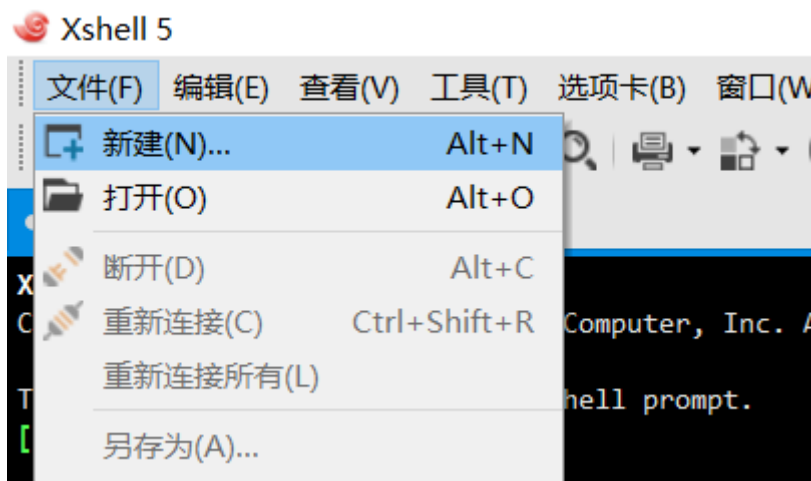 Xshell 5
文件(F) 编辑(E) 查看(V) 工具(T) 选项卡(B) 窗口(W
新建(N)... Alt+N
打开(O) Alt+O
断开(D) Alt+C
X
重新连接(C) Ctrl+Shift+R
C Computer, Inc. A
重新连接所有(L)
T hell prompt.
[
另存为(A)...